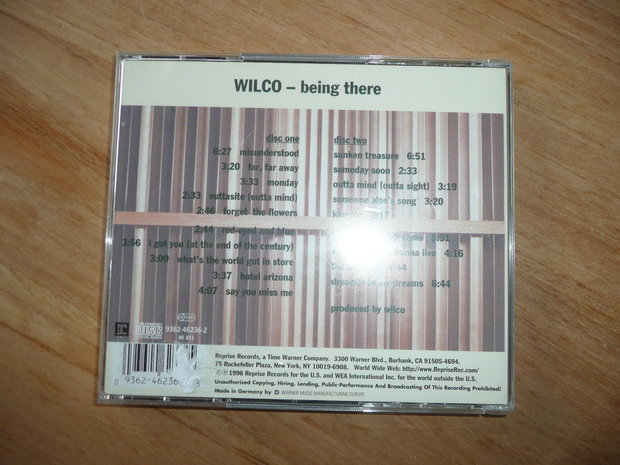 WILCO – being there
disc one
6:27 misunderstood
3:20 far, far away
3:33 monday
2:33 outtasite (outta mind)
2:46 forget the flowers
2:44 red-eyed and blue
3:56 i got you (at the end of the century)
3:09 what's the world got in store
3:37 hotel arizona
4:07 say you miss me
disc two
sunken treasure 6:51
someday soon 2:33
outta mind (outta sight) 3:19
someone else's song 3:20
3:17
3:31
live 4:16
my dreams 6:44
produced by wilco
9362-46236-2
WE 833
0 9362-46236
Reprise Records, a Time Warner Company. 3300 Warner Blvd., Burbank, CA 91505-4694.
75 Rockefeller Plaza, New York, NY 10019-6908. World Wide Web: http://www.RepriseRec.com/
© ℗ 1996 Reprise Records for the U.S. and WEA International Inc. for the world outside the U.S.
Unauthorized Copying, Hiring, Lending, Public-Performance And Broadcasting Of This Recording Prohibited!
Made in Germany by WARNER MUSIC MANUFACTURING EUROPE